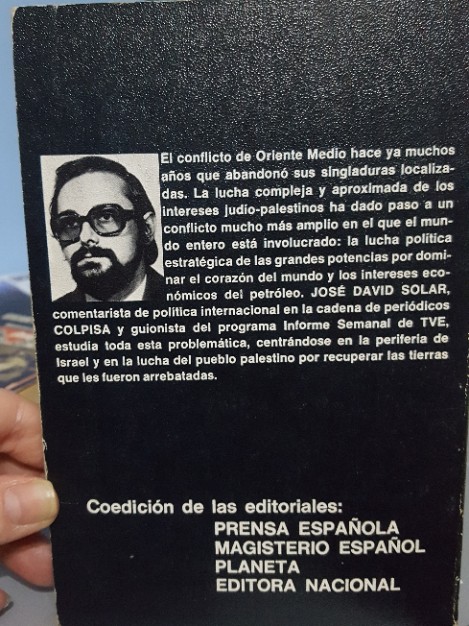 El conflicto de Oriente Medio hace ya muchos
años que abandonó sus singladuras localiza-
das. La lucha compleja y aproximada de los
intereses judio-palestinos ha dado paso a un
conflicto mucho más amplio en el que el mun-
do entero está involucrado: la lucha política
estratégica de las grandes potencias por domi-
nar el corazón del mundo y los intereses eco-
nómicos del petróleo. JOSÉ DAVID SOLAR,
comentarista de política internacional en la cadena de periódicos
COLPISA y guionista del programa Informe Semanal de TVE,
estudia toda esta problemática, centrándose en la periferia de
Israel y en la lucha del pueblo palestino por recuperar las tierras
que les fueron arrebatadas.
Coedición de las editoriales:
PRENSA ESPAÑOLA
MAGISTERIO ESPAÑOL
PLANETA
EDITORA NACIONAL